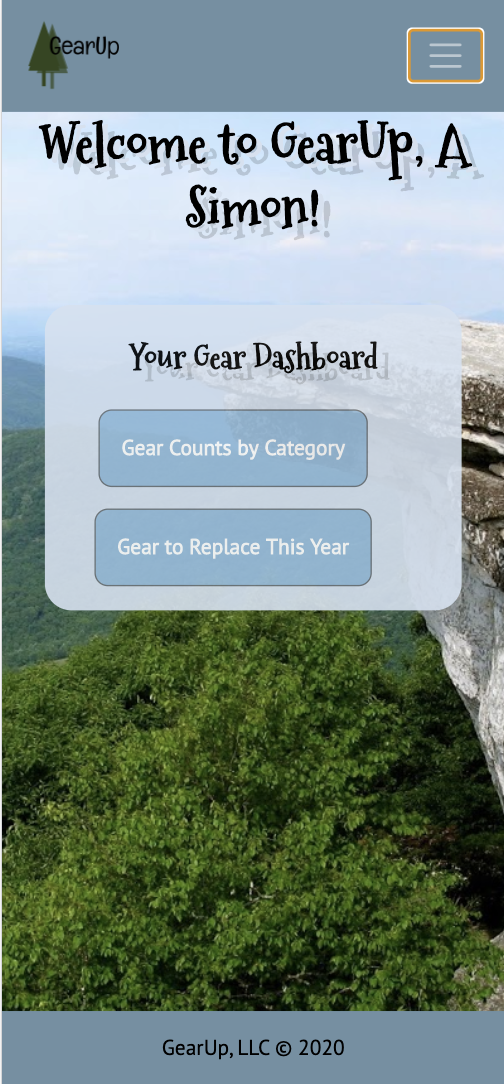 GearUp
Welcome to GearUp, A
Simon!
Your Gear Dashboard
Gear Counts by Category
Gear to Replace This Year
GearUp, LLC © 2020